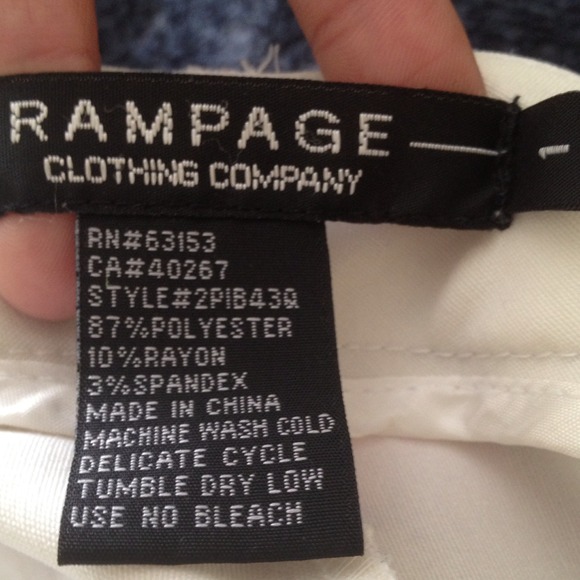 RAMPAGE
CLOTHING COMPANY
1
RN#63153
CA#40267
STYLE#2PIB43Q
87%POLYESTER
10%RAYON
3%SPANDEX
MADE IN CHINA
MACHINE WASH COLD
DELICATE CYCLE
TUMBLE DRY LOW
USE NO BLEACH